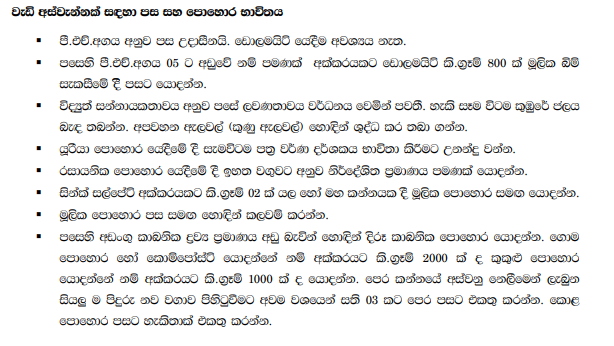 වැඩි අස්වැන්නක් සඳහා පස සහ පොහොර භාවිතය
▪ පී.එච්.අගය අනුව පස උදාසීනයි. ඩොලමයිට් යෙදීම අවශ්‍යය නැත.
▪ පසෙහි පී.එච්.අගය 05 ට අඩුවේ නම් පමණක් අක්කරයකට ඩොලමයිට් කි.ග්‍රෑම් 800 ක් මූලික බිම්
සැකසීමේ දී පසට යොදන්න.
▪ විද්‍යුත් සන්නායකතාවය අනුව පසේ ලවණතාවය වර්ධනය වෙමින් පවතී. හැකි සෑම විටම කුඹුරේ ජලය
බැඳ තබන්න. අපවහන ඇලවල් (කුණු ඇලවල්) හොඳින් ශුද්ධ කර තබා ගන්න.
▪ යූරියා පොහොර යෙදීමේ දී සැමවිටම පත්‍ර වර්ණ දර්ශකය භාවිතා කිරීමට උනන්දු වන්න.
▪ රසායනික පොහොර යෙදීමේ දී ඉහත වගුවට අනුව නිර්දේශිත ප්‍රමාණය පමණක් යොදන්න.
▪ සින්ක් සල්පේට් අක්කරයකට කි.ග්‍රෑම් 02 ක් යල හෝ මහ කන්නයක දී මූලික පොහොර සමඟ යොදන්න.
▪ මූලික පොහොර පස සමඟ හොඳින් කලවම් කරන්න.
▪ පසෙහි අඩංගු කාබනික ද්‍රව්‍ය ප්‍රමාණය අඩු බැවින් හොඳින් දිරූ කාබනික පොහොර යොදන්න. ගොම
පොහොර හෝ කොම්පෝස්ට් යොදන්නේ නම් අක්කරයකට කි.ග්‍රෑම් 2000 ක් ද කුකුළු පොහොර
යොදන්නේ නම් අක්කරයකට කි.ග්‍රෑම් 1000 ක් ද යොදන්න. පෙර කන්නයේ අස්වනු නෙලීමෙන් ලැබුන
සියලු ම පිදුරු නව වගාව පිහිටුවීමට අවම වශයෙන් සති 03 කට පෙර පසට එකතු කරන්න. කොළ
පොහොර පසට හැකිතාක් එකතු කරන්න.